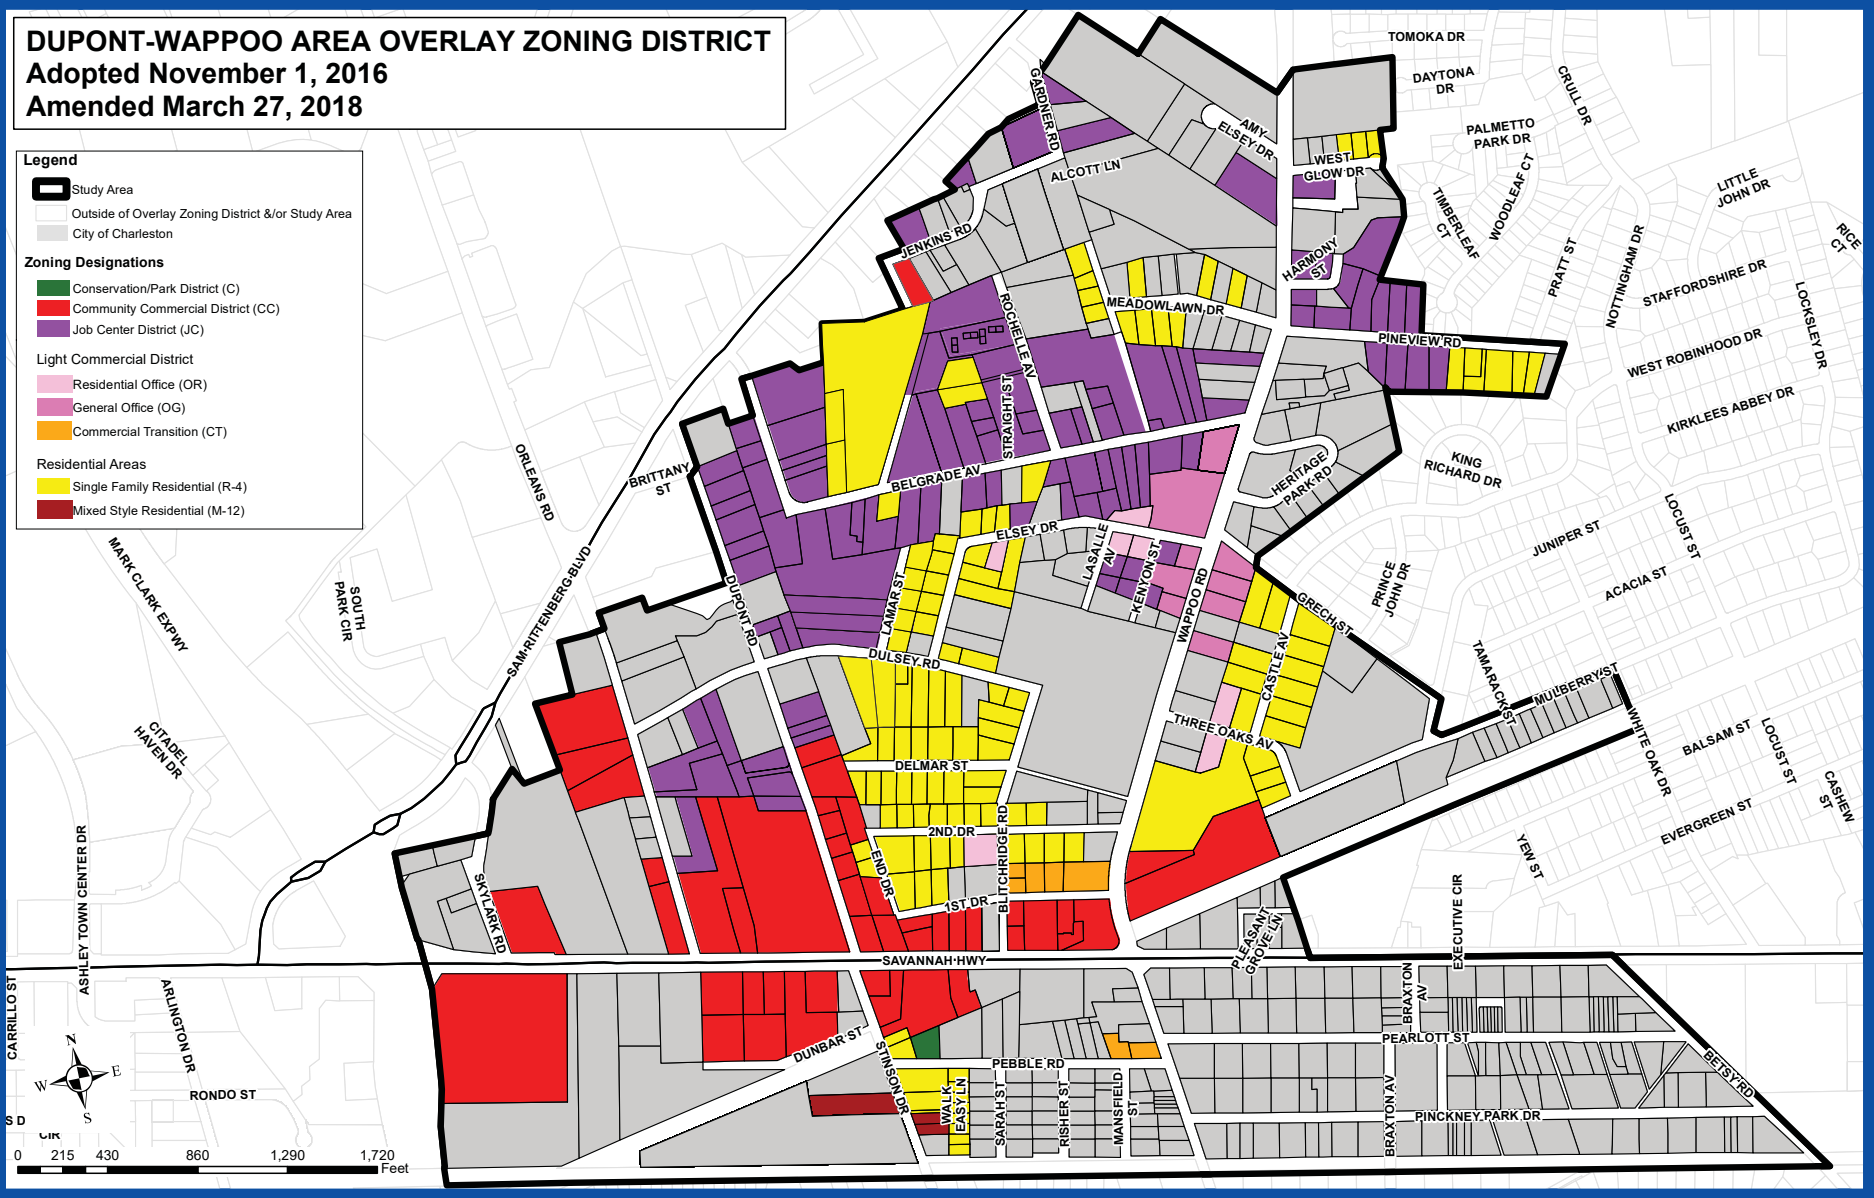 DUPONT-WAPPOO AREA OVERLAY ZONING DISTRICT
Adopted November 1, 2016
Amended March 27, 2018
Legend
Study Area
Outside of Overlay Zoning District &/or Study Area
City of Charleston
Zoning Designations
Conservation/Park District (C)
Community Commercial District (CC)
Job Center District (JC)
Light Commercial District
Residential Office (OR)
General Office (OG)
Commercial Transition (CT)
Residential Areas
Single Family Residential (R-4)
Mixed Style Residential (M-12)
TOMOKA DR
DAYTONA
DR
CRULL DR
PALMETTO
PARK DR
GARDNER RD
AMY
ELSEY DR
WEST
GLOW DR
ALCOTT LN
WOODLEAF CT
TIMBERLEAF
CT
LITTLE
JOHN DR
RICE
CT
JENKINS RD
HARMONY
ST
PRATT ST
NOTTINGHAM DR
STAFFORDSHIRE DR
LOCKSLEY DR
ROCHELLE AV
MEADOWLAWN DR
PINEVIEW RD
WEST ROBINHOOD DR
KIRKLEES ABBEY DR
STRAIGHT ST
ORLEANS RD
BRITTANY
ST
BELGRADE AV
HERITAGE
PARK RD
KING
RICHARD DR
LOCUST ST
JUNIPER ST
ACACIA ST
PRINCE
JOHN DR
ELSEY DR
LASALLE
AV
KENYON ST
WAPPOO RD
GRECH ST
MARK CLARK EXPWY
SOUTH
PARK CIR
SAM RITTENBERG BLVD
DUPONT RD
LAMAR ST
DULSEY RD
CASTLE AV
TAMARACK ST
MULBERRY ST
THREE OAKS AV
WHITE OAK DR
BALSAM ST
LOCUST ST
CASHEW
ST
CITADEL
HAVEN DR
DELMAR ST
2ND DR
END DR
BLITCHRIDGE RD
1ST DR
EVERGREEN ST
YEW ST
ASHLEY TOWN CENTER DR
SKYLARK RD
SAVANNAH HWY
PLEASANT
GROVE LN
EXECUTIVE CIR
BRAXTON
AV
CARRILLO ST
ARLINGTON DR
DUNBAR ST
STINSON DR
PEBBLE RD
PEARLOTT ST
BETSY RD
RONDO ST
WALK
EASY LN
SARAH ST
RISHER ST
MANSFIELD
ST
BRAXTON AV
PINCKNEY PARK DR
N
W
E
S
S D
CIR
0 215 430 860 1,290 1,720
Feet